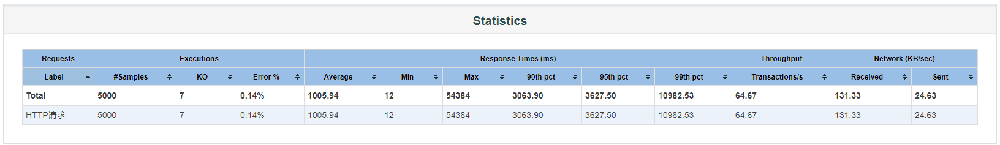 Statistics
Requests Executions Response Times (ms) Throughput Network (KB/sec)
Label #Samples KO Error % Average Min Max 90th pct 95th pct 99th pct Transactions/s Received Sent
Total 5000 7 0.14% 1005.94 12 54384 3063.90 3627.50 10982.53 64.67 131.33 24.63
HTTP请求 5000 7 0.14% 1005.94 12 54384 3063.90 3627.50 10982.53 64.67 131.33 24.63